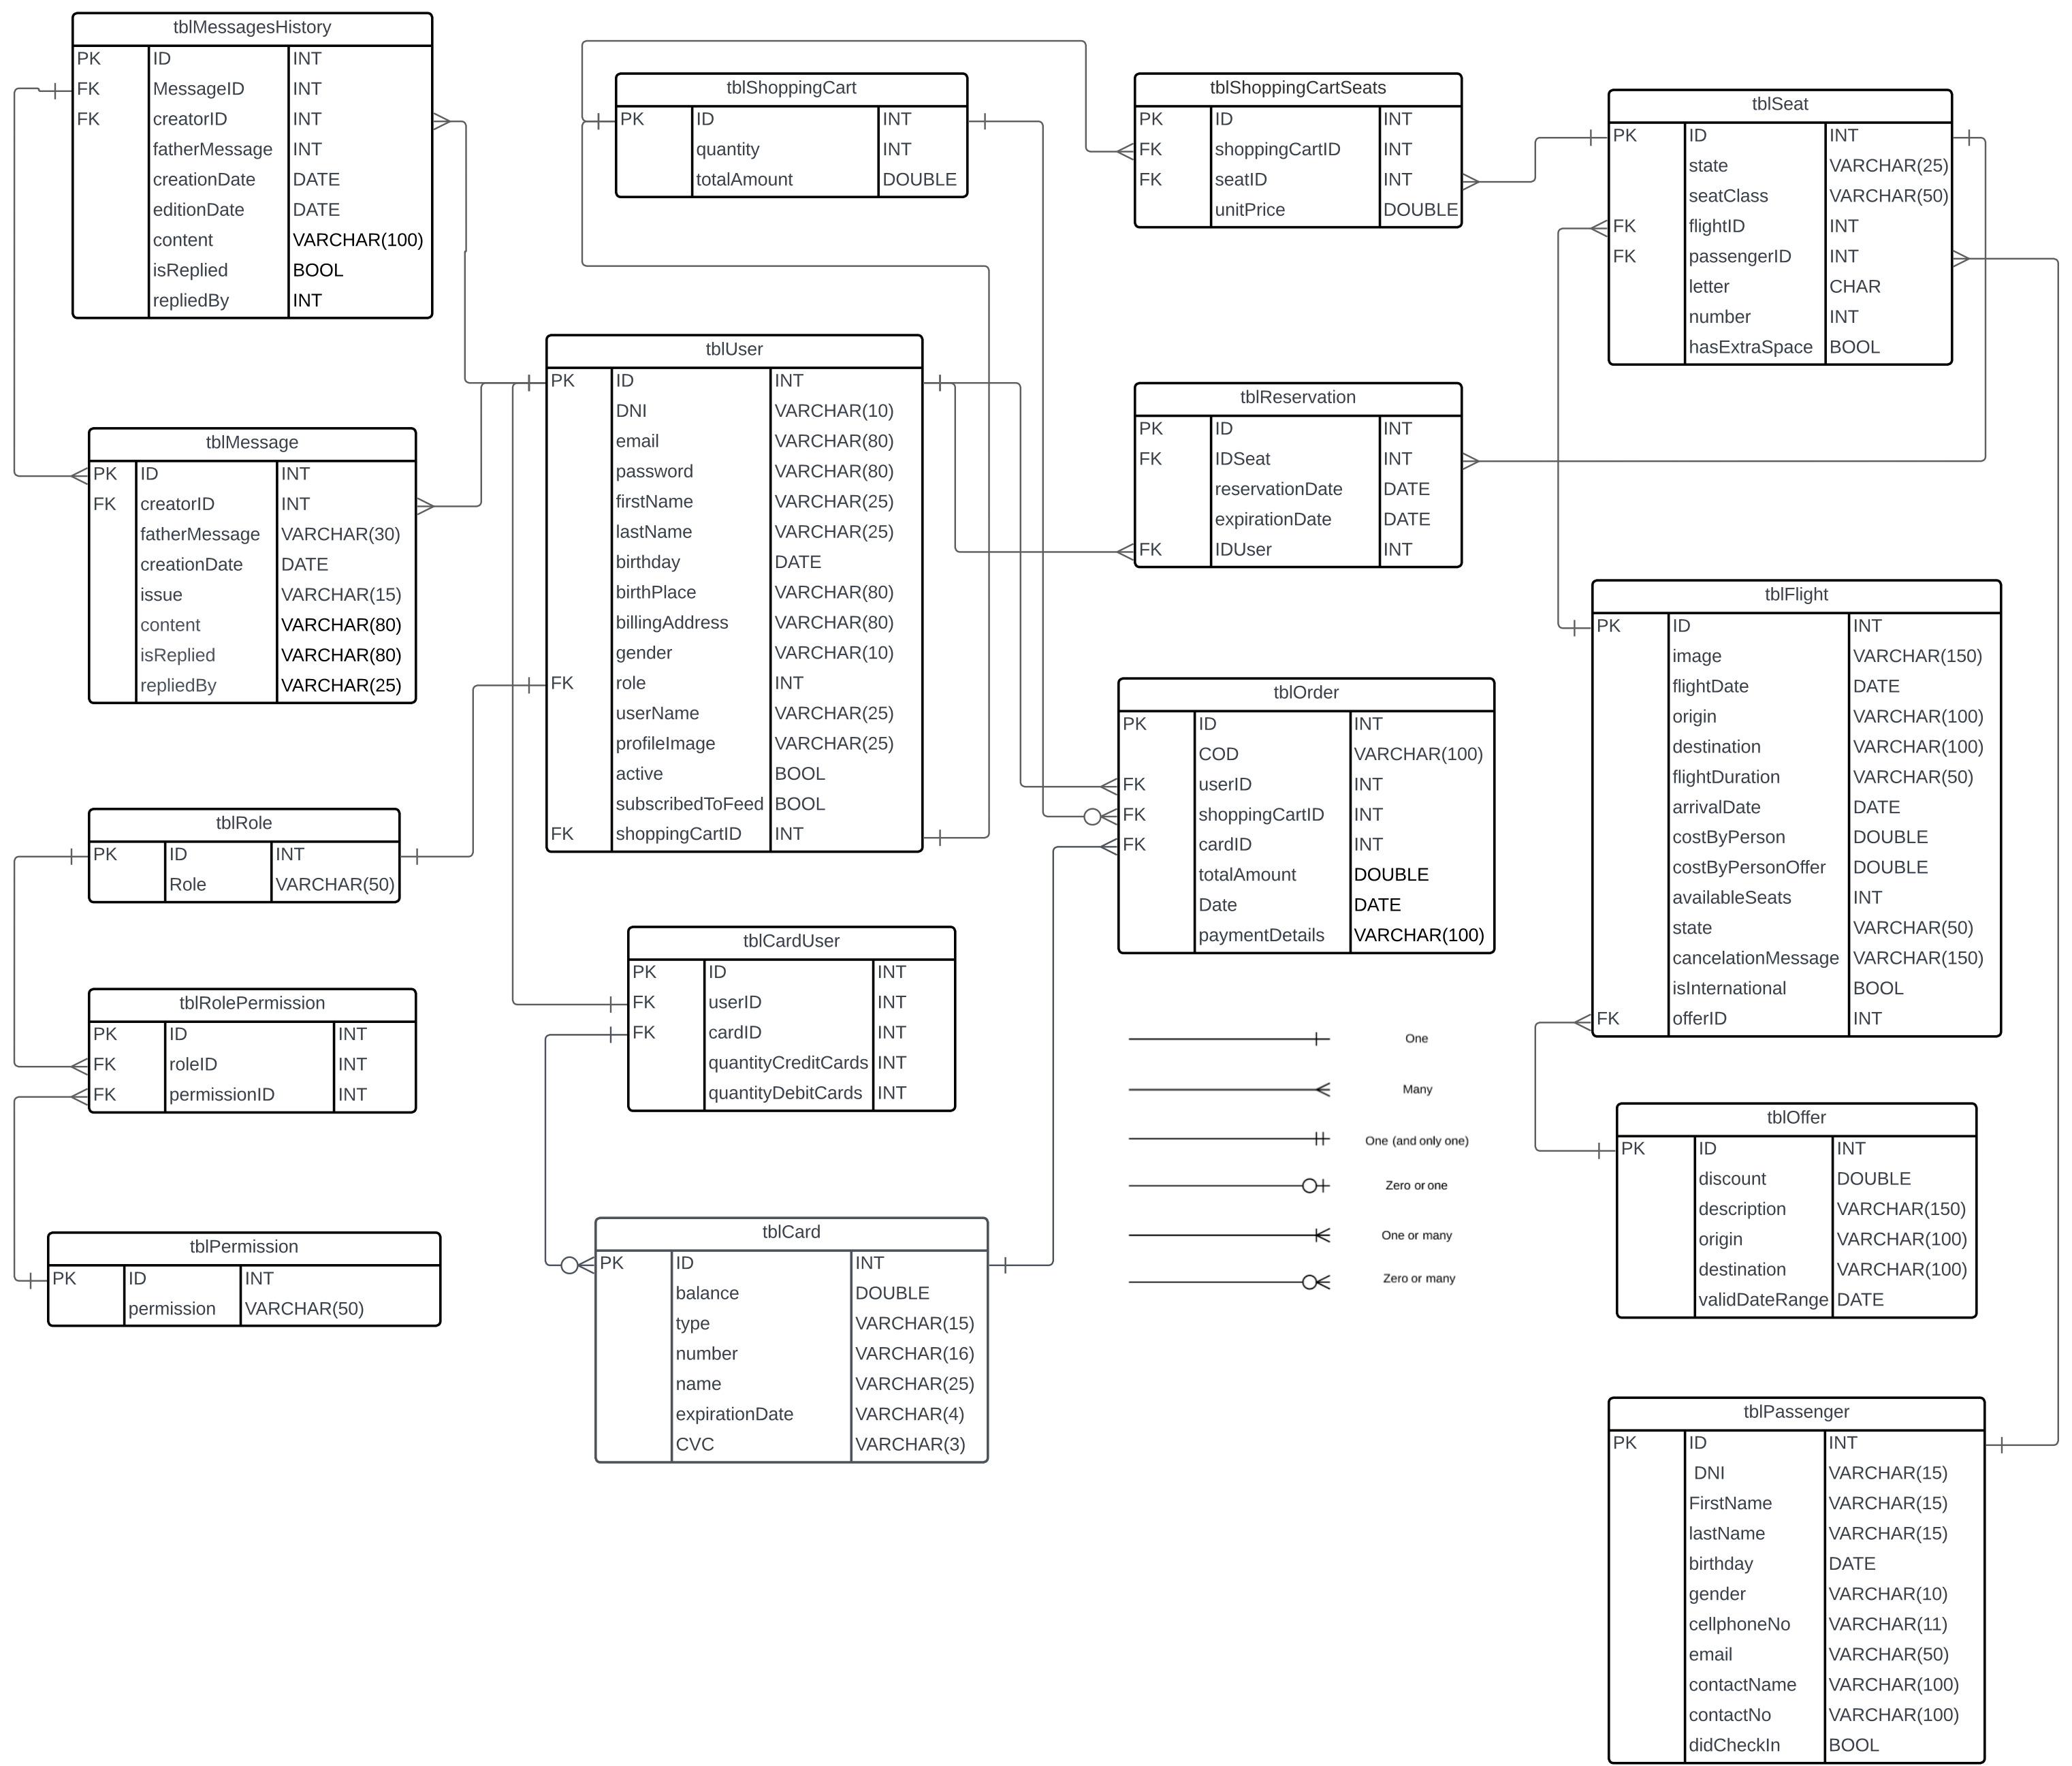 tblMessagesHistory
PK ID INT
FK MessageID INT
FK creatorID INT
fatherMessage INT
creationDate DATE
editionDate DATE
content VARCHAR(100)
isReplied BOOL
repliedBy INT
tblShoppingCart
PK ID INT
quantity INT
totalAmount DOUBLE
tblShoppingCartSeats
PK ID INT
FK shoppingCartID INT
FK seatID INT
unitPrice DOUBLE
tblSeat
PK ID INT
state VARCHAR(25)
seatClass VARCHAR(50)
FK flightID INT
FK passengerID INT
letter CHAR
number INT
hasExtraSpace BOOL
tblUser
PK ID INT
DNI VARCHAR(10)
email VARCHAR(80)
password VARCHAR(80)
firstName VARCHAR(25)
lastName VARCHAR(25)
birthday DATE
birthPlace VARCHAR(80)
billingAddress VARCHAR(80)
gender VARCHAR(10)
FK role INT
userName VARCHAR(25)
profileImage VARCHAR(25)
active BOOL
subscribedToFeed BOOL
FK shoppingCartID INT
tblReservation
PK ID INT
FK IDSeat INT
reservationDate DATE
expirationDate DATE
FK IDUser INT
tblMessage
PK ID INT
FK creatorID INT
fatherMessage VARCHAR(30)
creationDate DATE
issue VARCHAR(15)
content VARCHAR(80)
isReplied VARCHAR(80)
repliedBy VARCHAR(25)
tblFlight
PK ID INT
image VARCHAR(150)
flightDate DATE
origin VARCHAR(100)
destination VARCHAR(100)
flightDuration VARCHAR(50)
arrivalDate DATE
costByPerson DOUBLE
costByPersonOffer DOUBLE
availableSeats INT
state VARCHAR(50)
cancelationMessage VARCHAR(150)
isInternational BOOL
FK offerID INT
tblOrder
PK ID INT
COD VARCHAR(100)
FK userID INT
FK shoppingCartID INT
FK cardID INT
totalAmount DOUBLE
Date DATE
paymentDetails VARCHAR(100)
tblRole
PK ID INT
Role VARCHAR(50)
tblCardUser
PK ID INT
FK userID INT
FK cardID INT
quantityCreditCards INT
quantityDebitCards INT
tblRolePermission
PK ID INT
FK roleID INT
FK permissionID INT
One
Many
One (and only one)
Zero or one
One or many
Zero or many
tblOffer
PK ID INT
discount DOUBLE
description VARCHAR(150)
origin VARCHAR(100)
destination VARCHAR(100)
validDateRange DATE
tblPermission
PK ID INT
permission VARCHAR(50)
tblCard
PK ID INT
balance DOUBLE
type VARCHAR(15)
number VARCHAR(16)
name VARCHAR(25)
expirationDate VARCHAR(4)
CVC VARCHAR(3)
tblPassenger
PK ID INT
DNI VARCHAR(15)
FirstName VARCHAR(15)
lastName VARCHAR(15)
birthday DATE
gender VARCHAR(10)
cellphoneNo VARCHAR(11)
email VARCHAR(50)
contactName VARCHAR(100)
contactNo VARCHAR(100)
didCheckIn BOOL